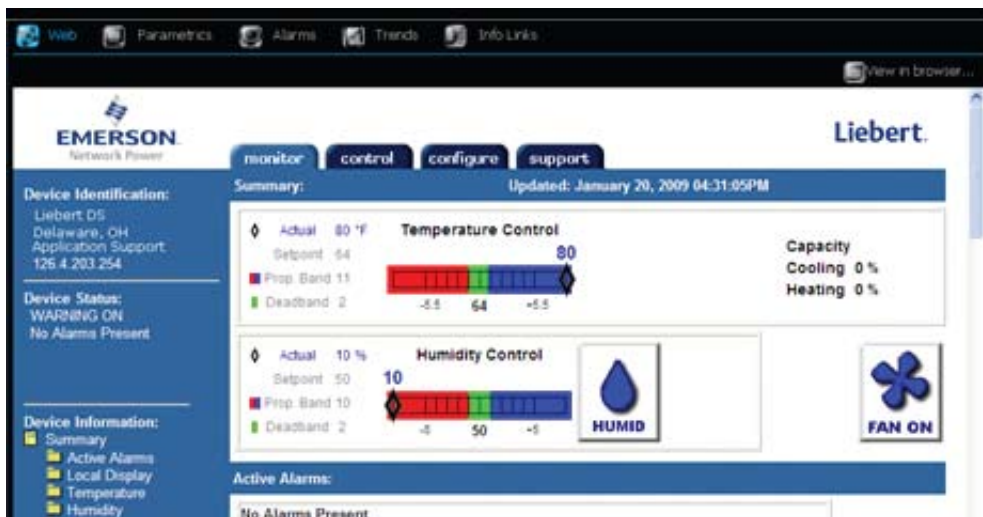 Web Parametrics Alarms Trends Info Links
View in browser...
EMERSON
Network Power
Liebert.
monitor control configure support
Device Identification:
Liebert DS
Delaware, OH
Application Support
126.4.203.254
Device Status:
WARNING ON
No Alarms Present
Device Information:
Summary
Active Alarms
Local Display
Temperature
Humidity
Summary: Updated: January 20, 2009 04:31:05PM
Actual 80 °F Temperature Control
Setpoint 64 80
Prop. Band 11
Deadband 2 -5.5 64 +5.5
Capacity
Cooling 0 %
Heating 0 %
Actual 10 % Humidity Control
Setpoint 50 10
Prop. Band 10
Deadband 2 50 +5
HUMID
FAN ON
Active Alarms:
No Alarms Present